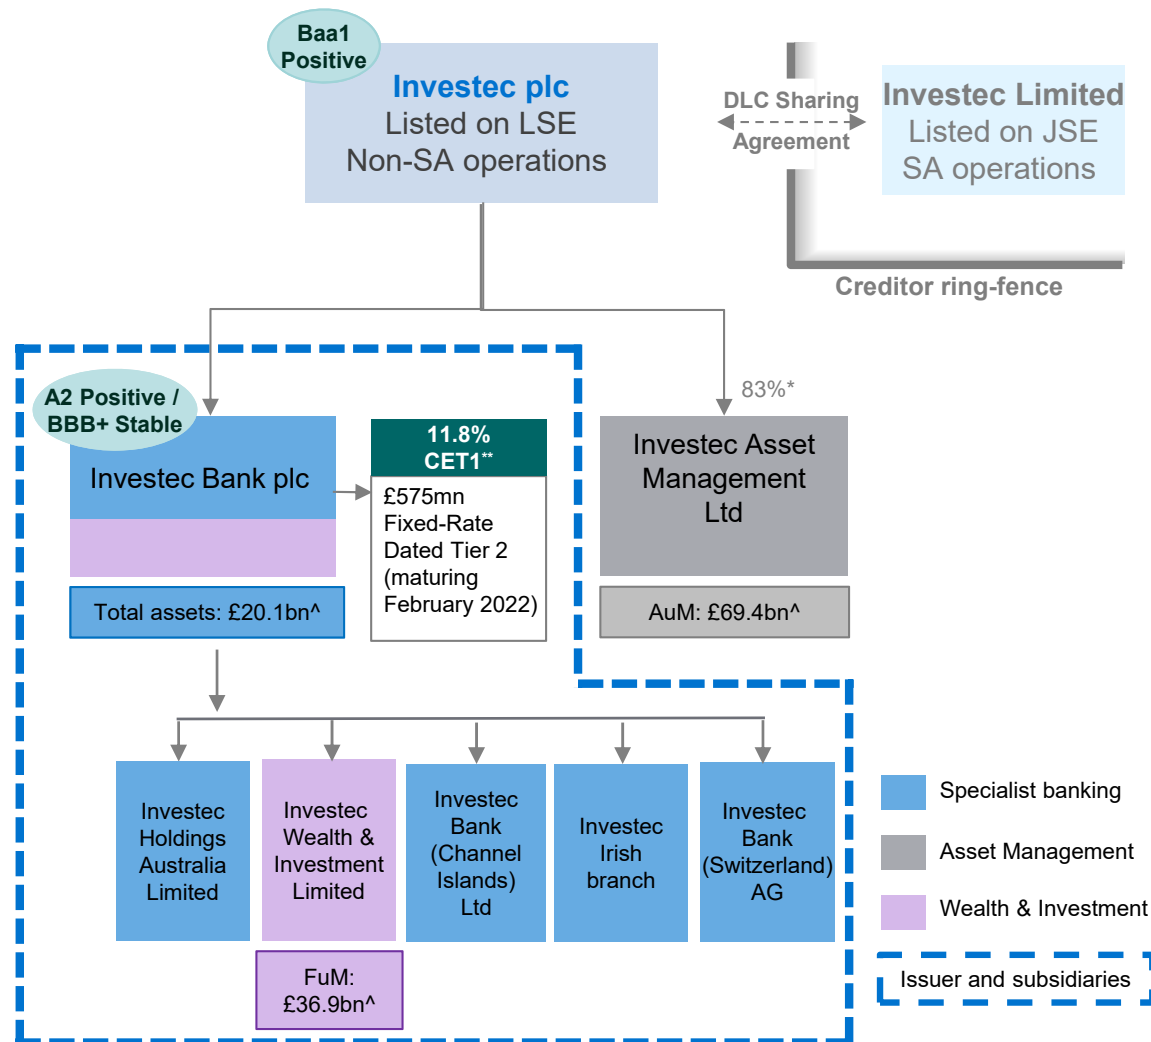 Baa1
Positive
Investec plc
Listed on LSE
Non-SA operations
DLC Sharing
Agreement
Investec Limited
Listed on JSE
SA operations
Creditor ring-fence
A2 Positive /
BBB+ Stable
Investec Bank plc
11.8%
CET1**
£575mn
Fixed-Rate
Dated Tier 2
(maturing
February 2022)
83%*
Investec Asset
Management
Ltd
Total assets: £20.1bn^
AuM: £69.4bn^
Investec
Holdings
Australia
Limited
Investec
Wealth &
Investment
Limited
Investec
Bank
(Channel
Islands)
Ltd
Investec
Irish
branch
Investec
Bank
(Switzerland)
AG
FuM:
£36.9bn^
Specialist banking
Asset Management
Wealth & Investment
Issuer and subsidiaries